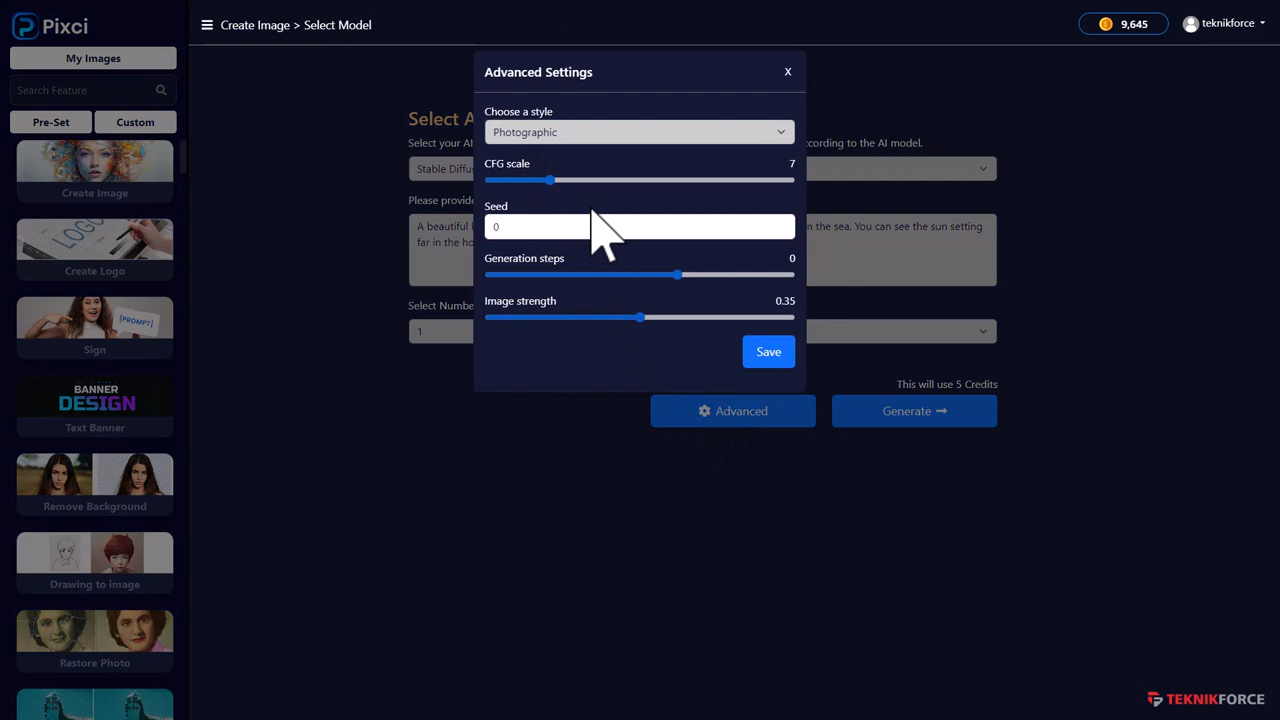 Pixci
Create Image > Select Model
9,645
teknikforce
My Images
Search Feature
Pre-Set
Custom
Create Image
LOGO
Create Logo
[PROMPT]
Sign
BANNER
DESIGN
Text Banner
Remove Background
Drawing to image
Restore Photo
Select A
Select your AI
ccording to the AI model.
Stable Diffus
Please provid
A beautiful
n the sea. You can see the sun setting
far in the ho
Select Numbe
1
This will use 5 Credits
Advanced
Generate
Advanced Settings
X
Choose a style
Photographic
CFG scale
7
Seed
0
Generation steps
0
Image strength
0.35
Save
TEKNIKFORCE